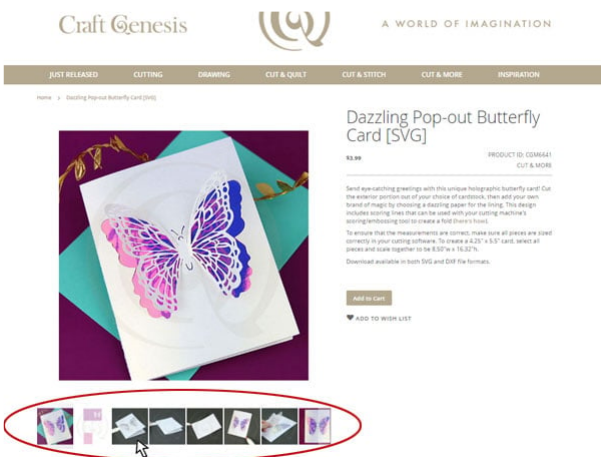 Craft Genesis
A WORLD OF IMAGINATION
JUST RELEASED CUTTING DRAWING CUT & QUILT CUT & STITCH CUT & MORE INSPIRATION
Home > Dazzling Pop-out Butterfly Card [SVG]
Dazzling Pop-out Butterfly
Card [SVG]
$3.99 PRODUCT ID: CGM6641
CUT & MORE
Send eye-catching greetings with this unique holographic butterfly card! Cut
the exterior portion out of your choice of cardstock, then add your own
brand of magic by choosing a dazzling paper for the lining. This design
includes scoring lines that can be used with your cutting machine's
scoring/embossing tool to create a fold (here's how).
To ensure that the measurements are correct, make sure all pieces are sized
correctly in your cutting software. To create a 4.25" x 5.5" card, select all
pieces and scale together to be 8.50"w x 16.32"h.
Download available in both SVG and DXF file formats.
Add to Cart
ADD TO WISH LIST